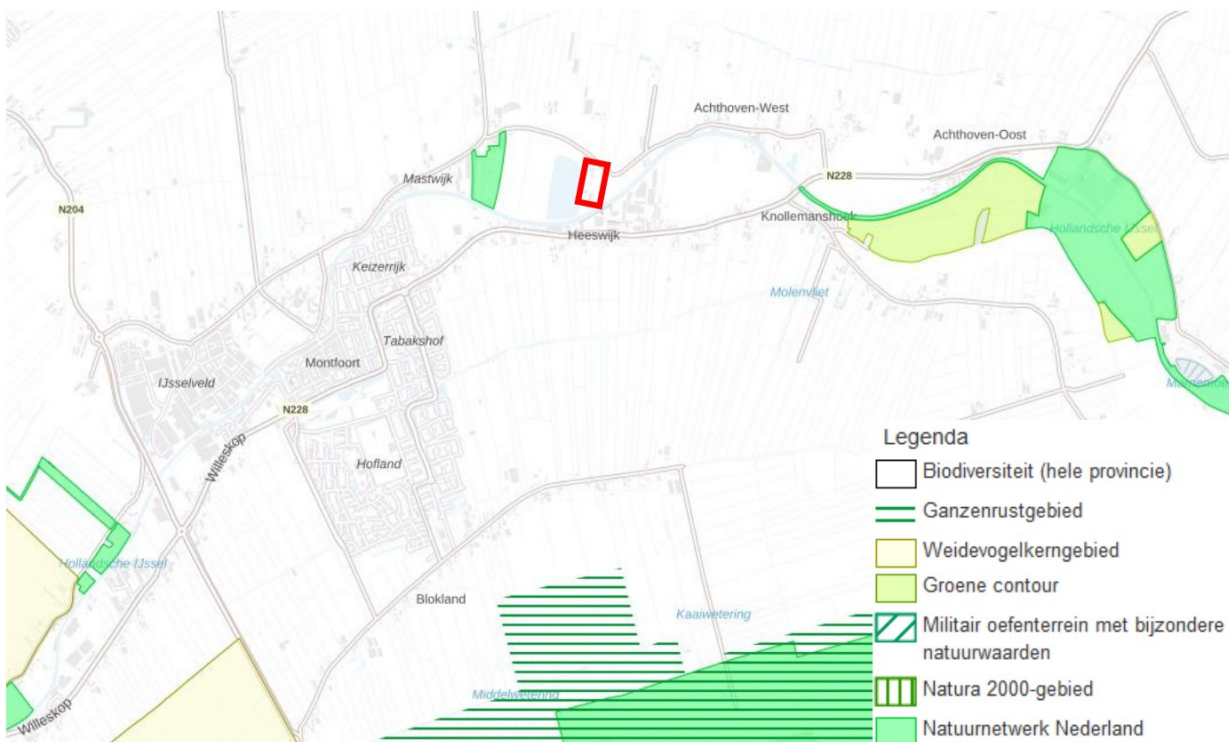 Achthoven-West
Achthoven-Oost
Mastwijk
N228
N204
Knollemanshoek
Heeswijk
Hollandsche IJssel
Keizerrijk
Molenvliet
Tabakshof
Montfoort
IJsselveld
N228
Willeskop
Hofland
Legenda
Biodiversiteit (hele provincie)
Ganzenrustgebied
Weidevogelkerngebied
Hollandsche IJssel
Groene contour
Blokland
Kaaiwetering
Militair oefenterrein met bijzondere
natuurwaarden
Middelwetering
Natura 2000-gebied
Willeskop
Natuurnetwerk Nederland